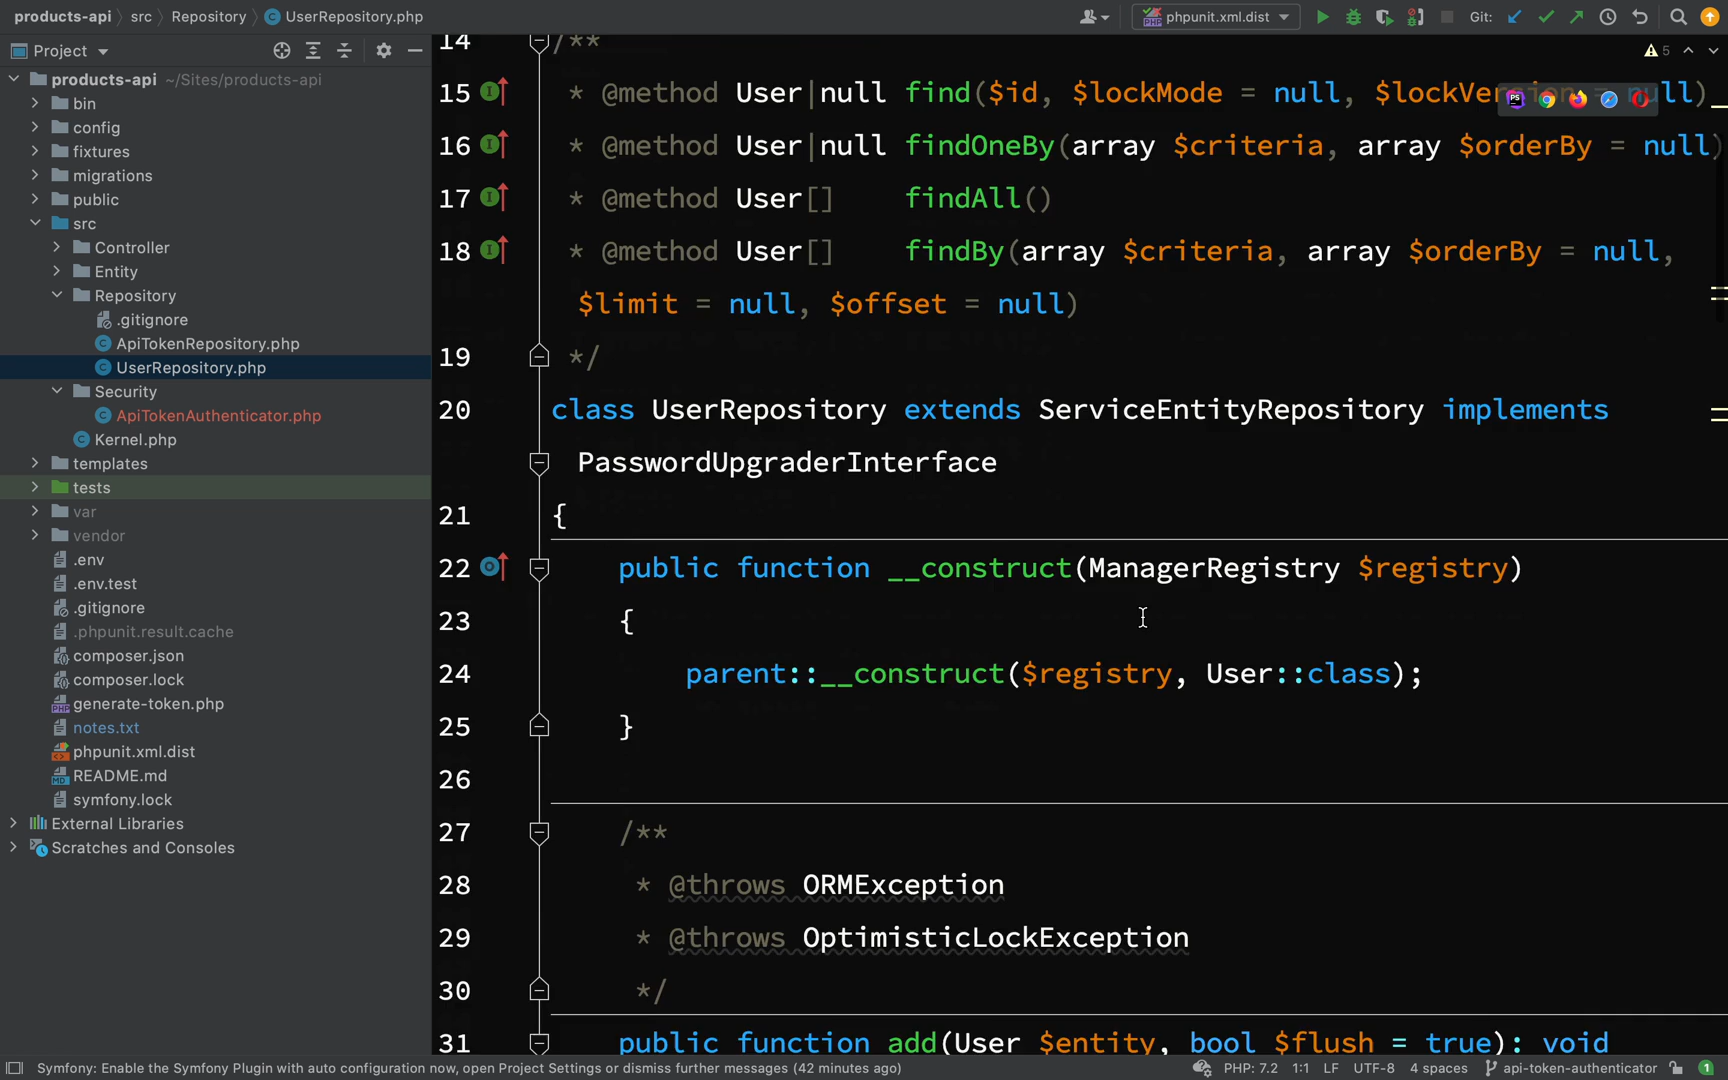 products-api src Repository UserRepository.php phpunit.xml.dist Git:
Project
products-api ~/Sites/products-api
bin
config
fixtures
migrations
public
src
Controller
Entity
Repository
.gitignore
ApiTokenRepository.php
UserRepository.php
Security
ApiTokenAuthenticator.php
Kernel.php
templates
tests
var
vendor
.env
.env.test
.gitignore
.phpunit.result.cache
composer.json
composer.lock
generate-token.php
notes.txt
phpunit.xml.dist
README.md
symfony.lock
External Libraries
Scratches and Consoles
5
14 /**
15 * @method User|null find($id, $lockMode = null, $lockVersion = null)
16 * @method User|null findOneBy(array $criteria, array $orderBy = null)
17 * @method User[] findAll()
18 * @method User[] findBy(array $criteria, array $orderBy = null,
$limit = null, $offset = null)
19 */
20 class UserRepository extends ServiceEntityRepository implements
PasswordUpgraderInterface
21 {
22 public function __construct(ManagerRegistry $registry)
23 {
24 parent::__construct($registry, User::class);
25 }
26
27 /**
28 * @throws ORMException
29 * @throws OptimisticLockException
30 */
31 public function add(User $entity, bool $flush = true): void
Symfony: Enable the Symfony Plugin with auto configuration now, open Project Settings or dismiss further messages (42 minutes ago) PHP: 7.2 1:1 LF UTF-8 4 spaces api-token-authenticator 1